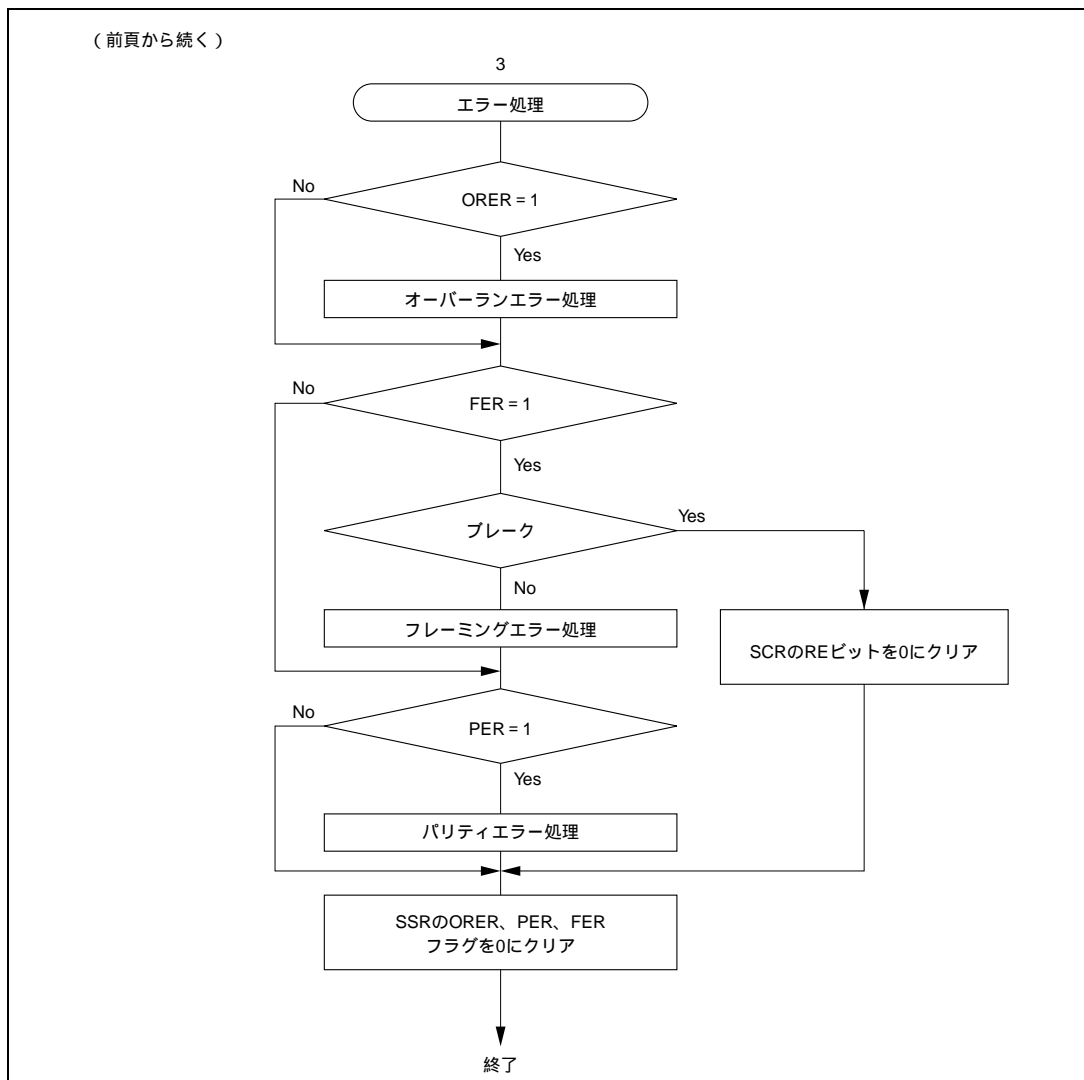 (前頁から続く)
3
エラー処理
No
ORER = 1
Yes
オーバーランエラー処理
No
FER = 1
Yes
ブレーク
Yes
No
フレーミングエラー処理
SCRのREビットを0にクリア
No
PER = 1
Yes
パリティエラー処理
SSRのORER、PER、FER
フラグを0にクリア
終了